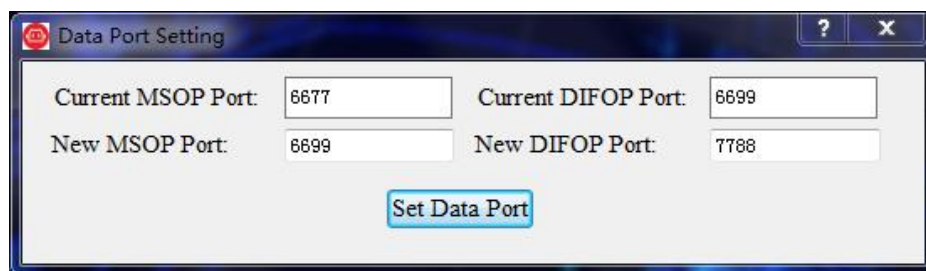 Data Port Setting ? X
Current MSOP Port: 6677 Current DIFOP Port: 6699
New MSOP Port: 6699 New DIFOP Port: 7788
Set Data Port